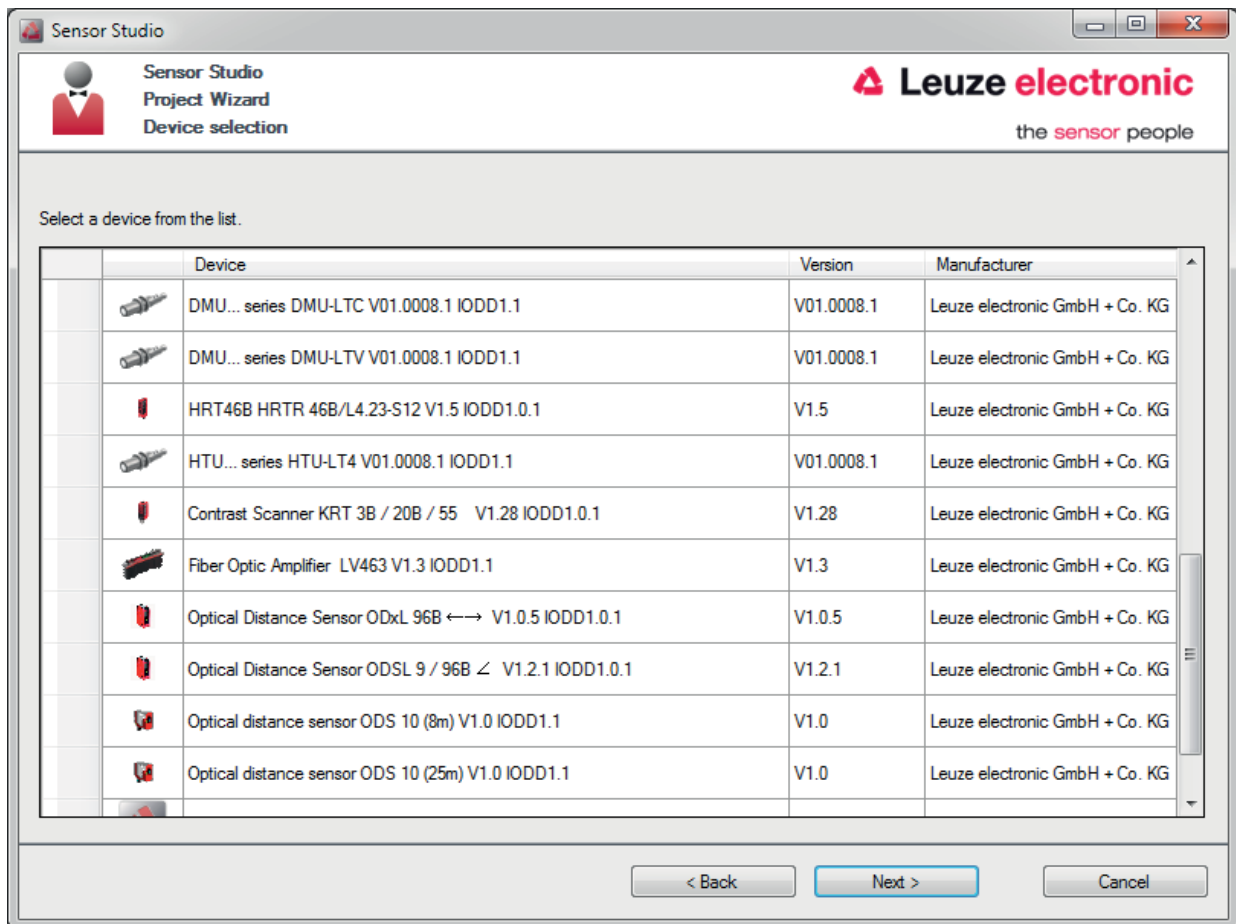 Sensor Studio
Sensor Studio
Project Wizard
Device selection
Leuze electronic
the sensor people
Select a device from the list.
Device Version Manufacturer
DMU... series DMU-LTC V01.0008.1 IODD1.1 V01.0008.1 Leuze electronic GmbH + Co. KG
DMU... series DMU-LTV V01.0008.1 IODD1.1 V01.0008.1 Leuze electronic GmbH + Co. KG
HRT46B HRTR 46B/L4.23-S12 V1.5 IODD1.0.1 V1.5 Leuze electronic GmbH + Co. KG
HTU... series HTU-LT4 V01.0008.1 IODD1.1 V01.0008.1 Leuze electronic GmbH + Co. KG
Contrast Scanner KRT 3B / 20B / 55 V1.28 IODD1.0.1 V1.28 Leuze electronic GmbH + Co. KG
Fiber Optic Amplifier LV463 V1.3 IODD1.1 V1.3 Leuze electronic GmbH + Co. KG
Optical Distance Sensor ODxL 96B ←→ V1.0.5 IODD1.0.1 V1.0.5 Leuze electronic GmbH + Co. KG
Optical Distance Sensor ODSL 9 / 96B ∠ V1.2.1 IODD1.0.1 V1.2.1 Leuze electronic GmbH + Co. KG
Optical distance sensor ODS 10 (8m) V1.0 IODD1.1 V1.0 Leuze electronic GmbH + Co. KG
Optical distance sensor ODS 10 (25m) V1.0 IODD1.1 V1.0 Leuze electronic GmbH + Co. KG
< Back Next > Cancel